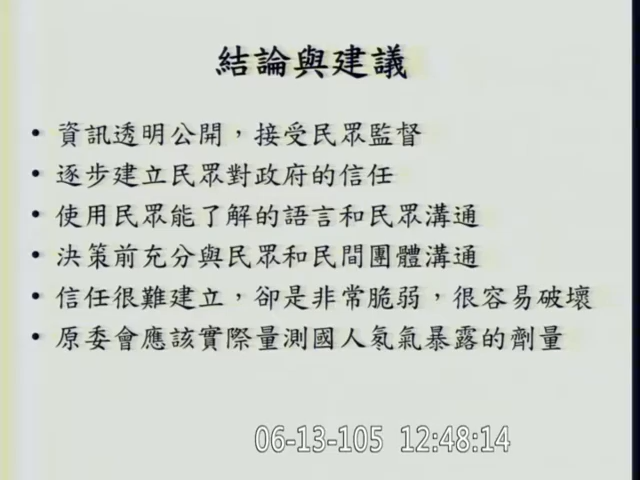 結論與建議
• 資訊透明公開，接受民眾監督
• 逐步建立民眾對政府的信任
• 使用民眾能了解的語言和民眾溝通
• 決策前充分與民眾和民間團體溝通
• 信任很難建立，卻是非常脆弱，很容易破壞
• 原委會應該實際量測國人氡氣暴露的劑量
06-13-105 12:48:14